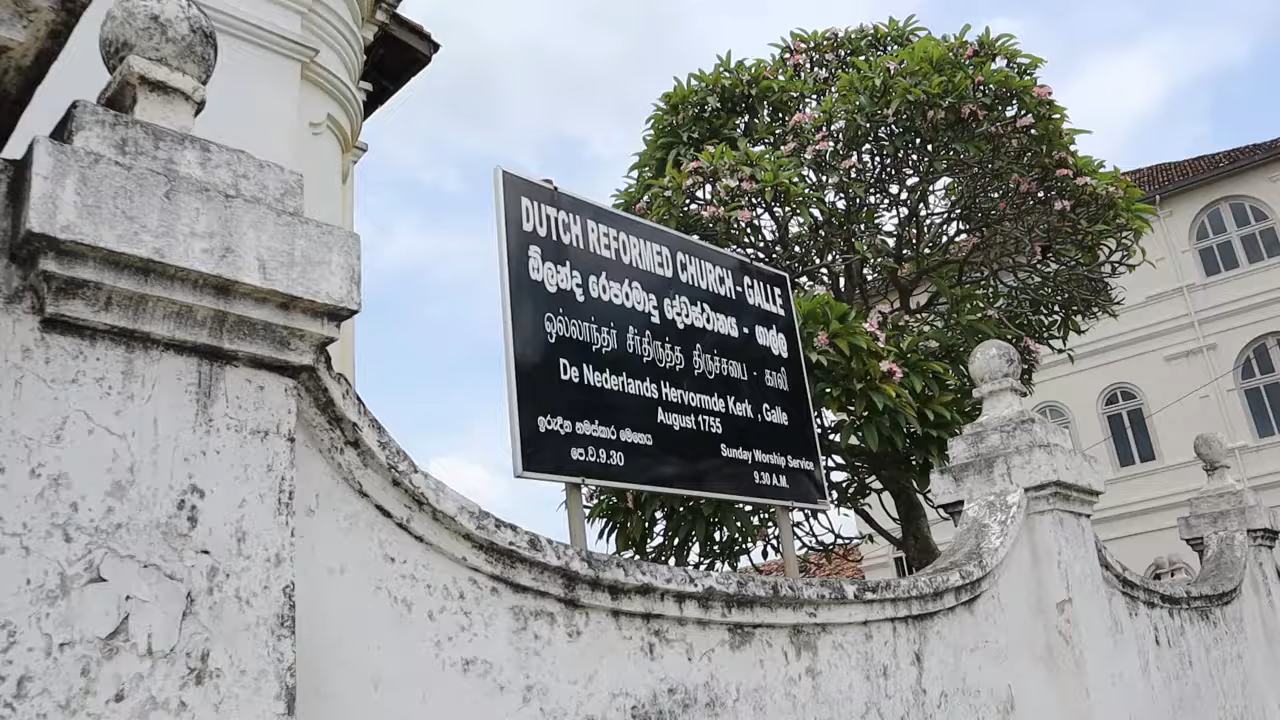 DUTCH REFORMED CHURCH - GALLE
ඕලන්ද රෙපරමාදු දේවස්ථානය - ගාල්ල
ஒல்லாந்தர் சீர்திருத்த திருச்சபை - காலி
De Nederlands Hervormde Kerk , Galle
August 1755
ඉරුදින නමස්කාර මෙහෙය
පෙ.ව.9.30
Sunday Worship Service
9.30 A.M.